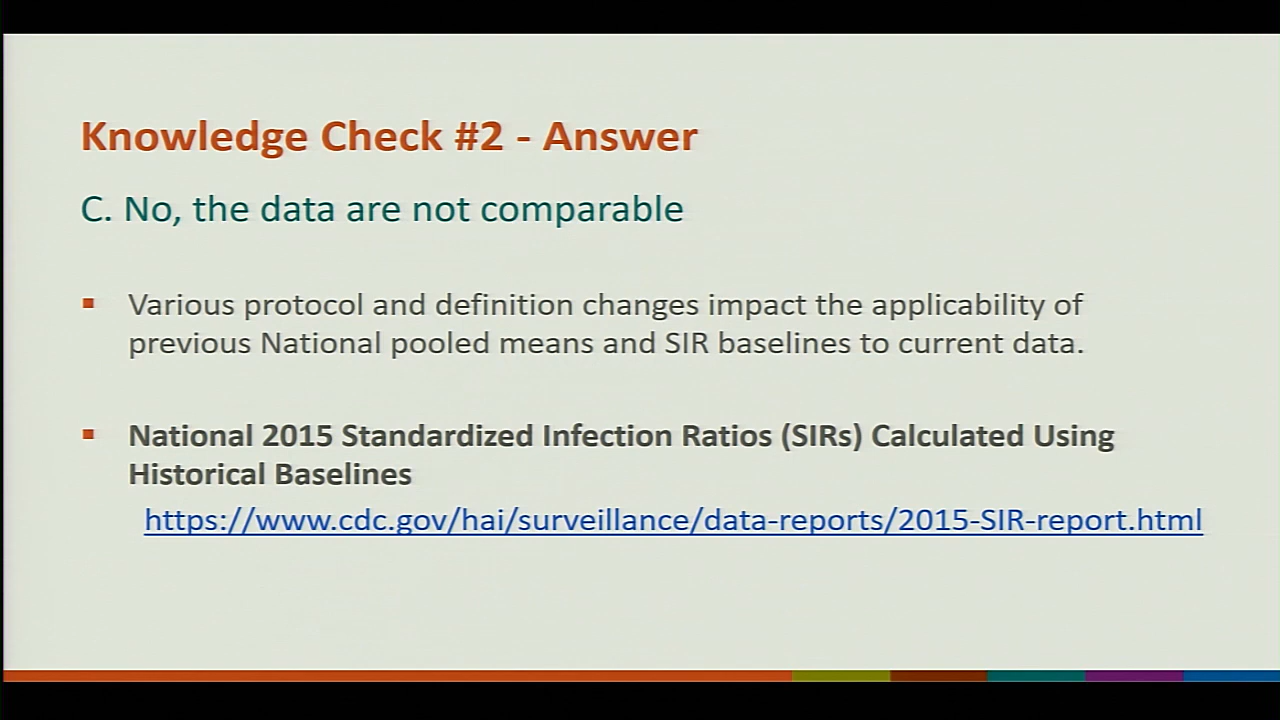 Knowledge Check #2 - Answer
C. No, the data are not comparable
▪ Various protocol and definition changes impact the applicability of
previous National pooled means and SIR baselines to current data.
▪ National 2015 Standardized Infection Ratios (SIRs) Calculated Using
Historical Baselines
https://www.cdc.gov/hai/surveillance/data-reports/2015-SIR-report.html